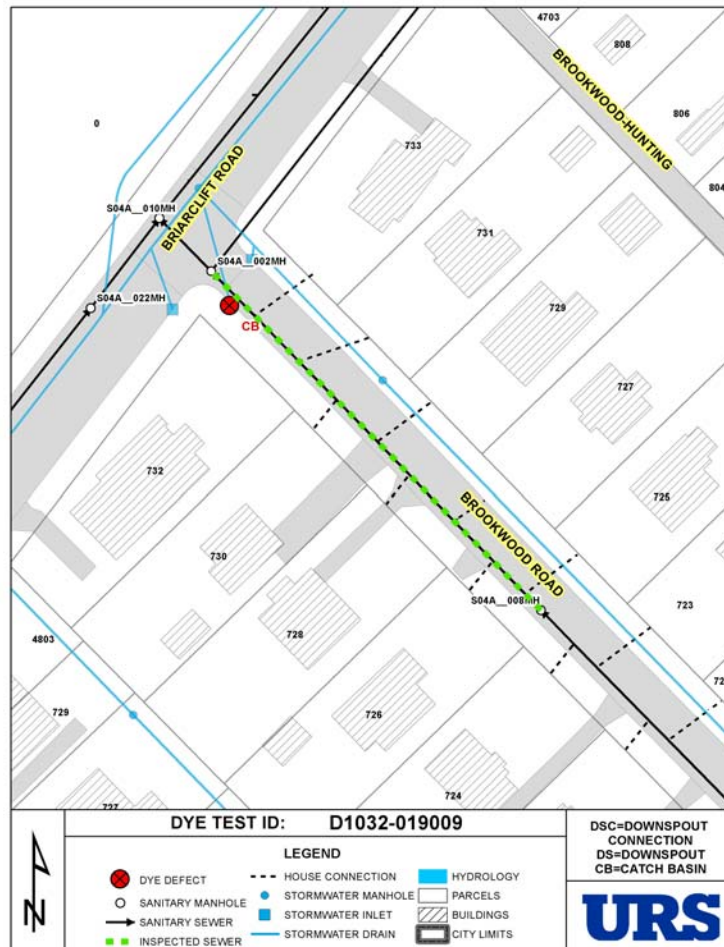 4703
808
BROOKWOOD-HUNTING
806
804
0
733
BRIARCLIFT ROAD
S04A__010MH
731
S04A__002MH
S04A__022MH
729
CB
727
732
725
BROOKWOOD ROAD
730
S04A__008MH
723
728
4803
72
729
726
727
724
DYE TEST ID: D1032-019009
LEGEND
DYE DEFECT
SANITARY MANHOLE
SANITARY SEWER
INSPECTED SEWER
HOUSE CONNECTION
STORMWATER MANHOLE
STORMWATER INLET
STORMWATER DRAIN
HYDROLOGY
PARCELS
BUILDINGS
CITY LIMITS
N
DSC=DOWNSPOUT
CONNECTION
DS=DOWNSPOUT
CB=CATCH BASIN
URS